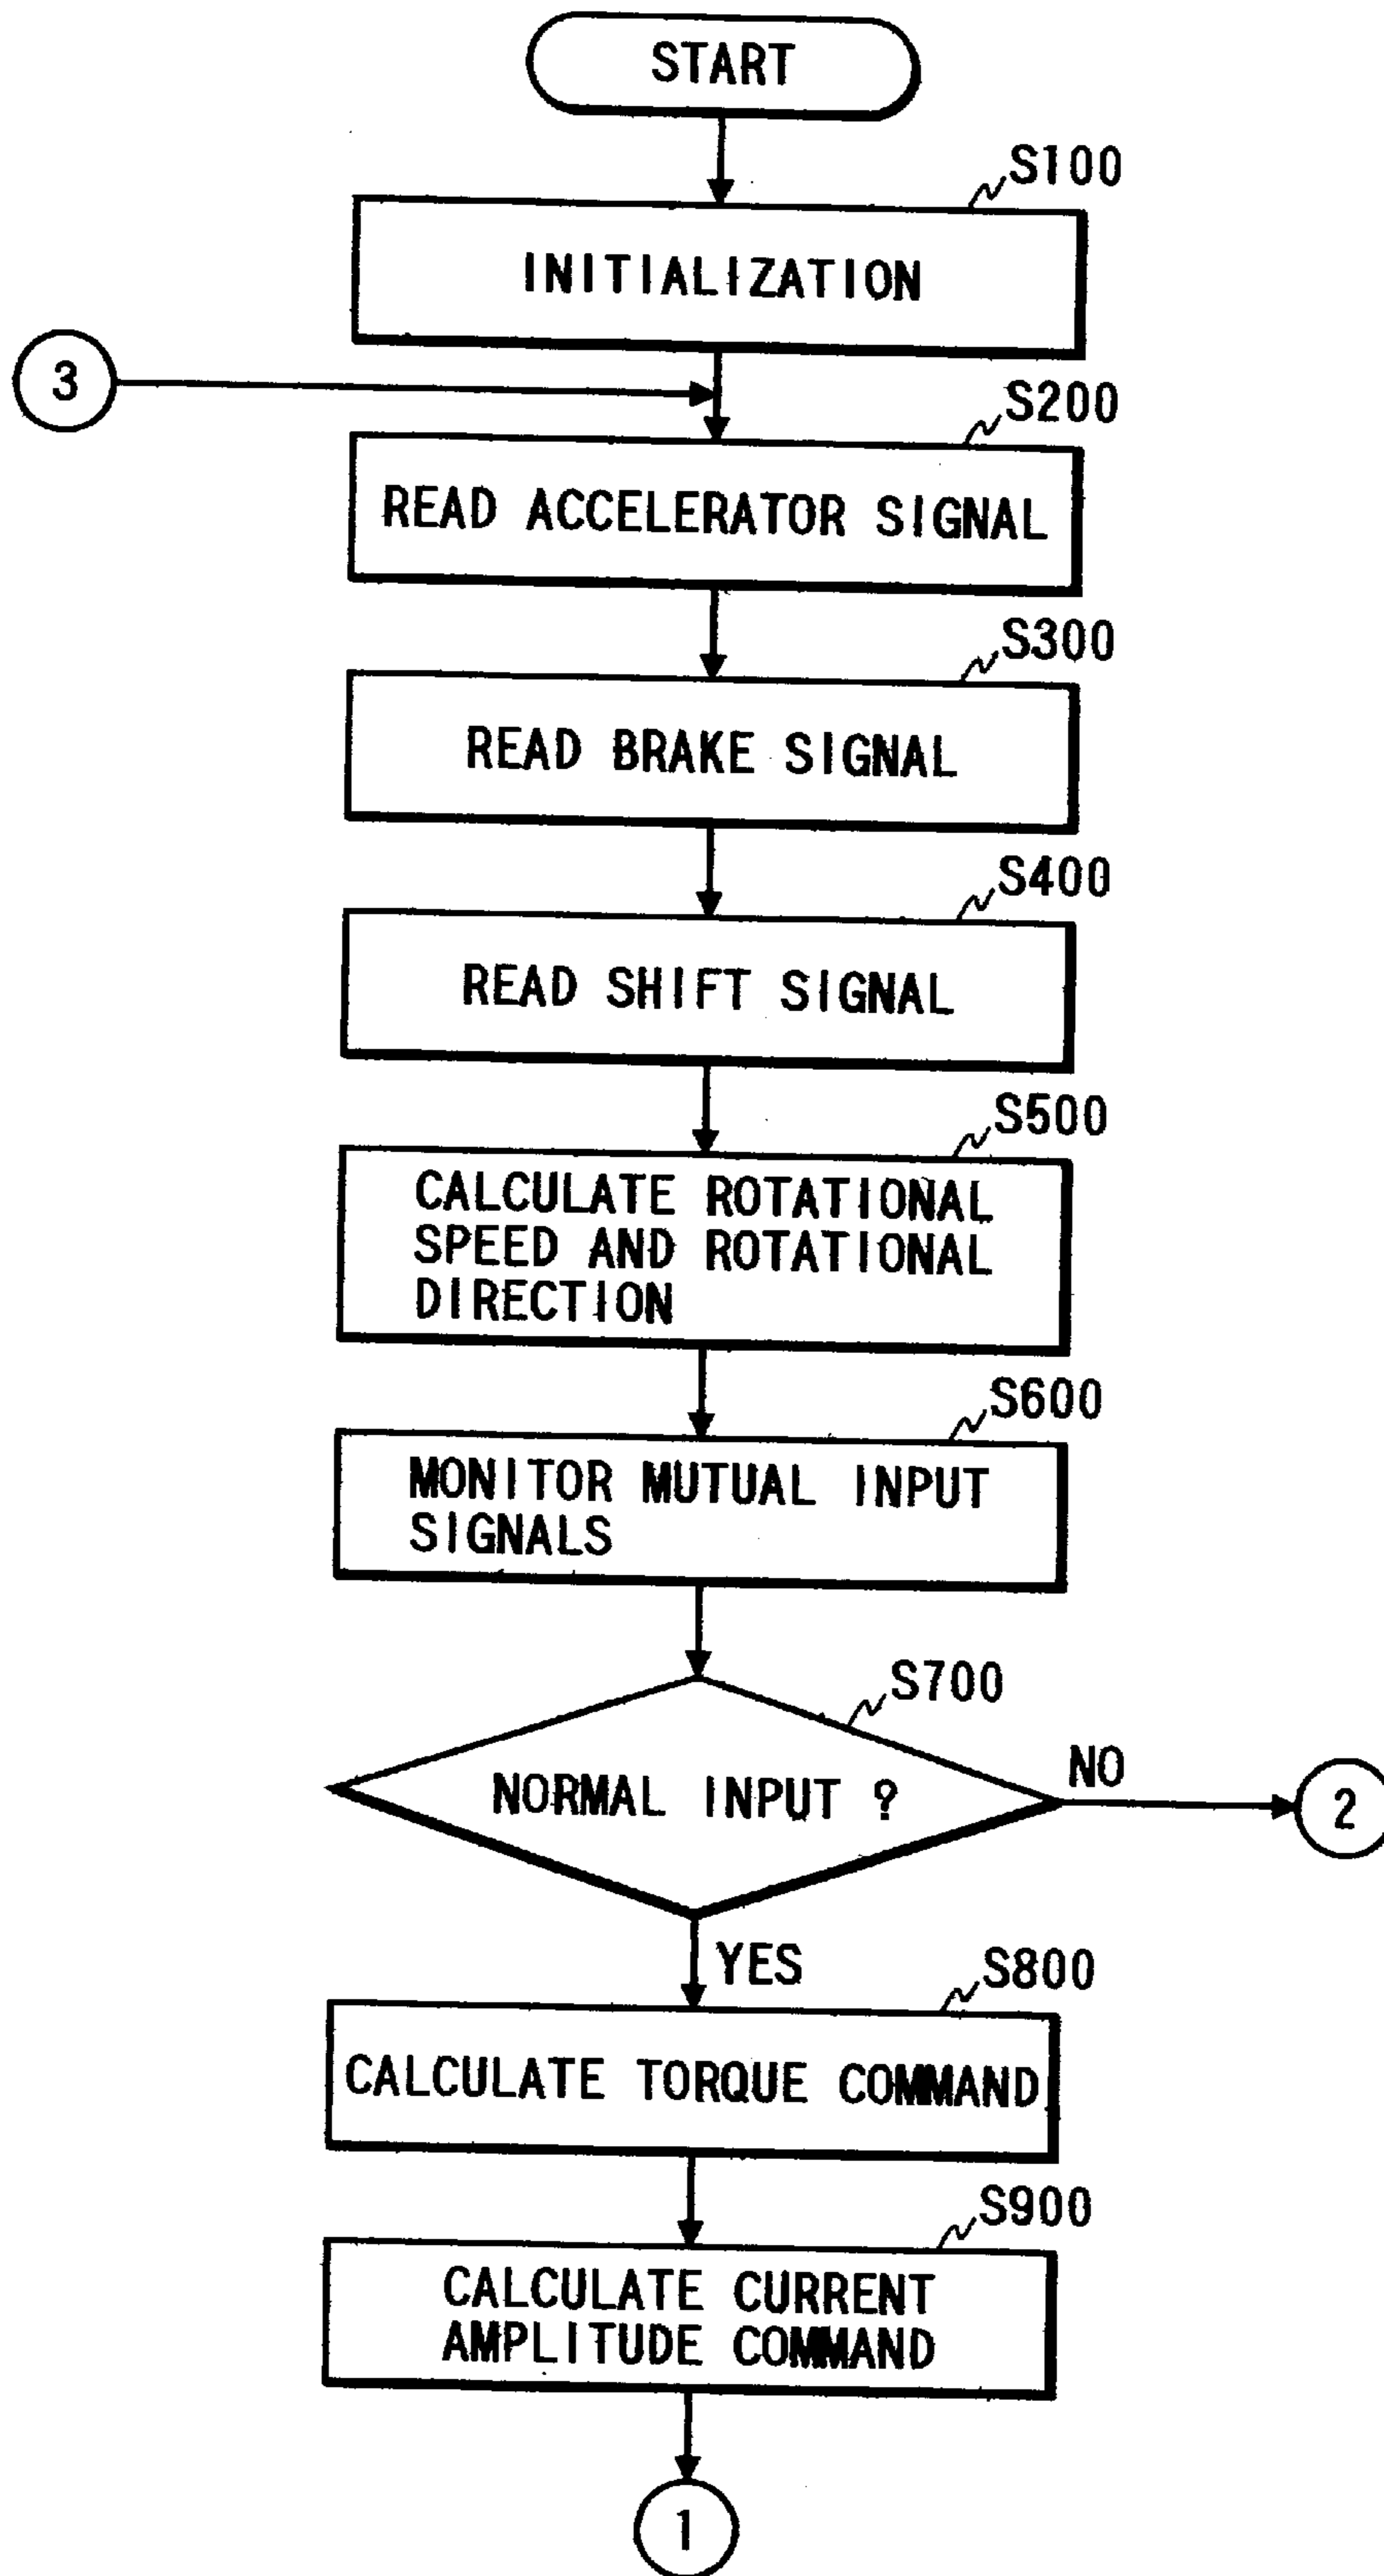 START
S100
INITIALIZATION
3
S200
READ ACCELERATOR SIGNAL
S300
READ BRAKE SIGNAL
S400
READ SHIFT SIGNAL
S500
CALCULATE ROTATIONAL
SPEED AND ROTATIONAL
DIRECTION
S600
MONITOR MUTUAL INPUT
SIGNALS
S700
NORMAL INPUT ?
NO
2
YES
S800
CALCULATE TORQUE COMMAND
S900
CALCULATE CURRENT
AMPLITUDE COMMAND
1